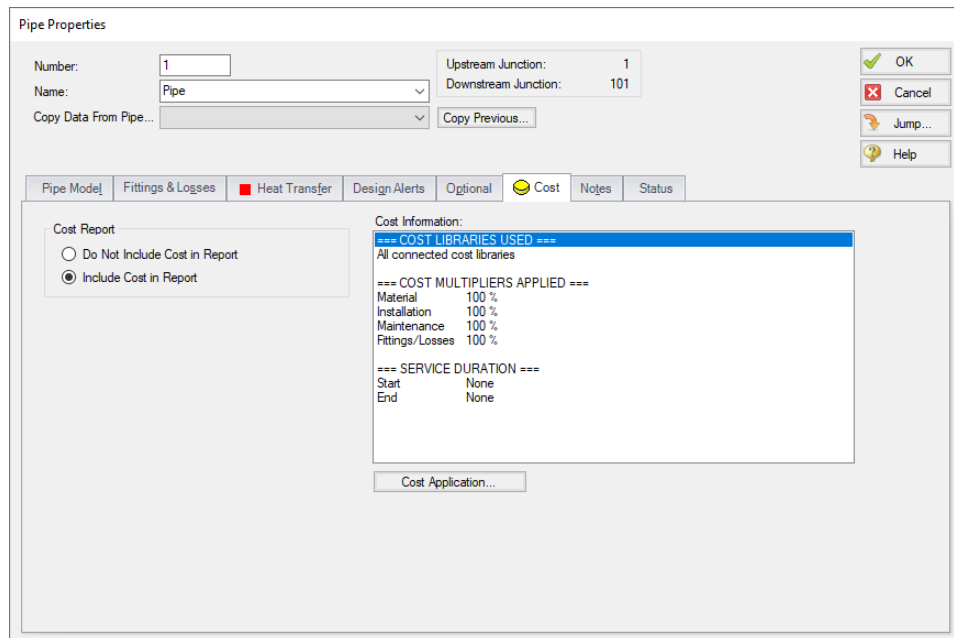 Pipe Properties
Number: 1
Name: Pipe
Copy Data From Pipe... Copy Previous...
Upstream Junction: 1
Downstream Junction: 101
OK
Cancel
Jump...
Help
Pipe Model Fittings & Losses Heat Transfer Design Alerts Optional Cost Notes Status
Cost Report
Do Not Include Cost in Report
Include Cost in Report
Cost Information:
=== COST LIBRARIES USED ===
All connected cost libraries
=== COST MULTIPLIERS APPLIED ===
Material 100 %
Installation 100 %
Maintenance 100 %
Fittings/Losses 100 %
=== SERVICE DURATION ===
Start None
End None
Cost Application...